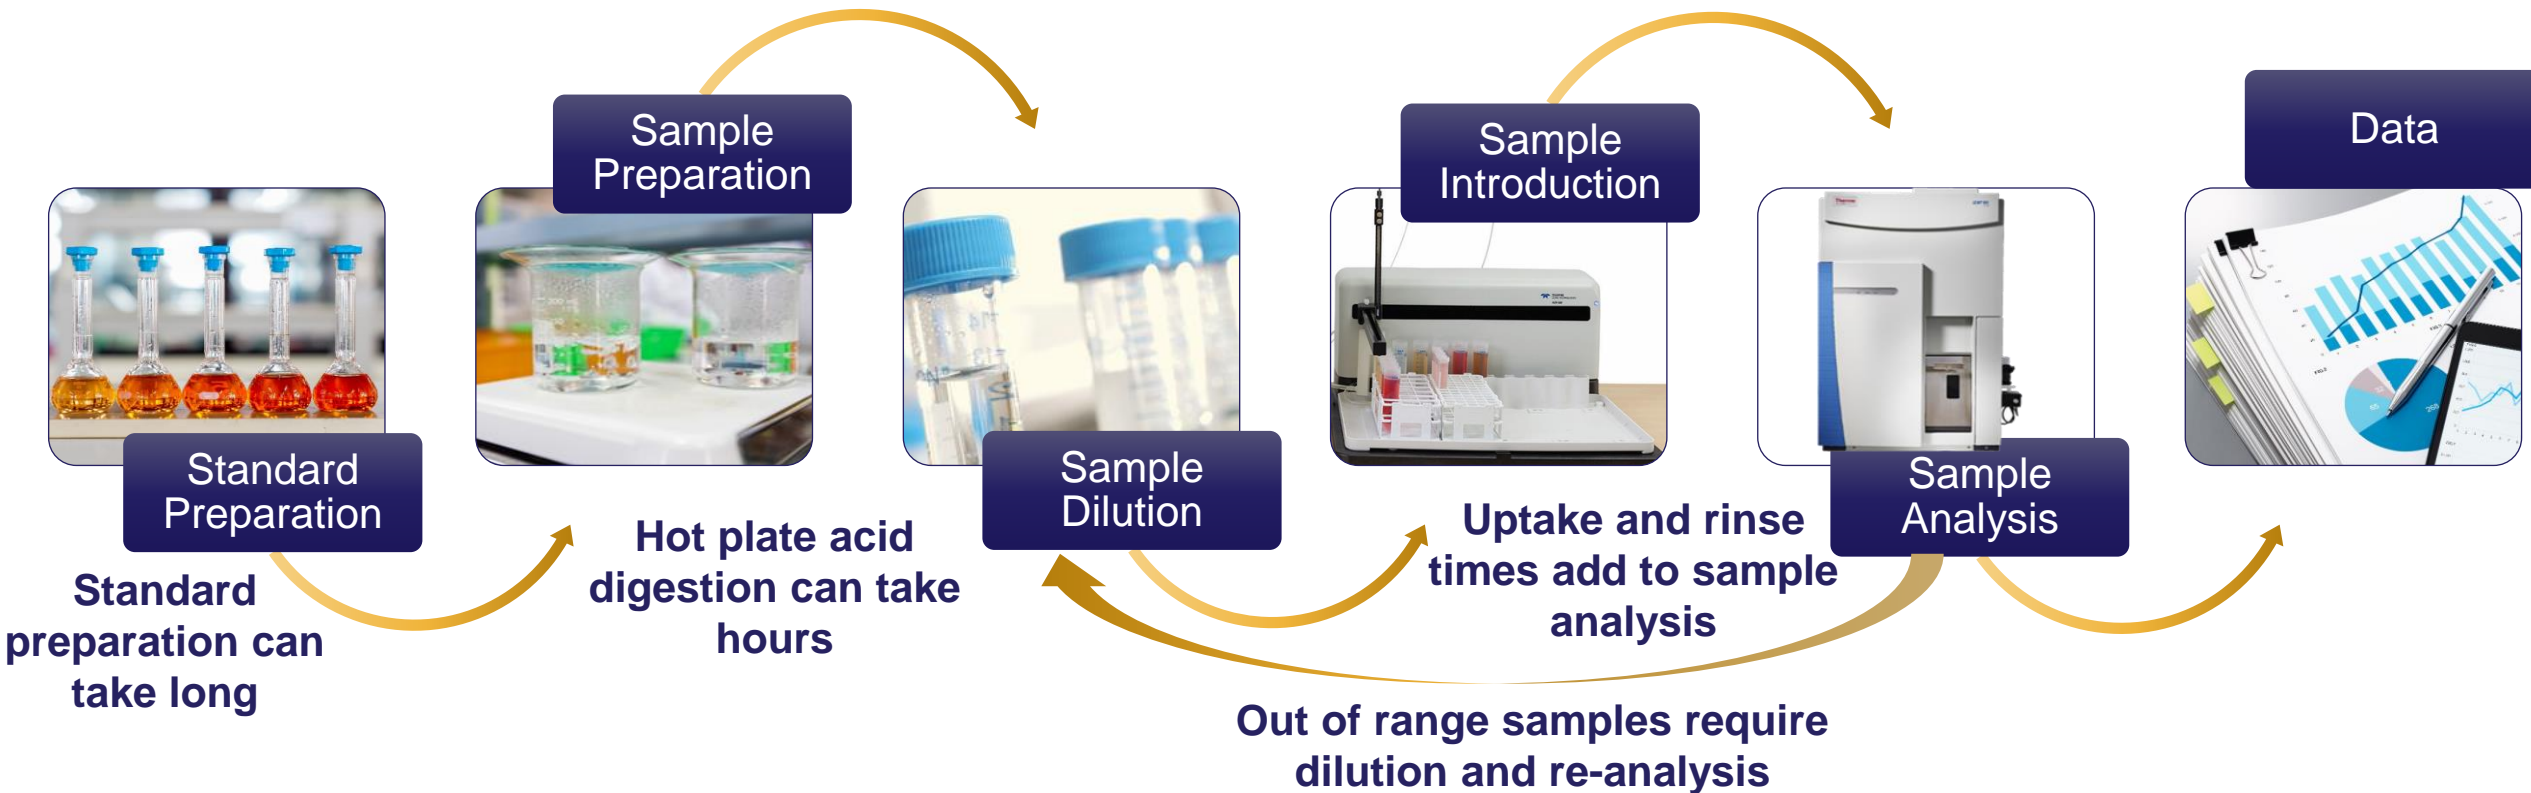 Standard
Preparation
Standard
preparation can
take long
Sample
Preparation
Hot plate acid
digestion can take
hours
Sample
Dilution
Sample
Introduction
Uptake and rinse
times add to sample
analysis
Sample
Analysis
Out of range samples require
dilution and re-analysis
Data